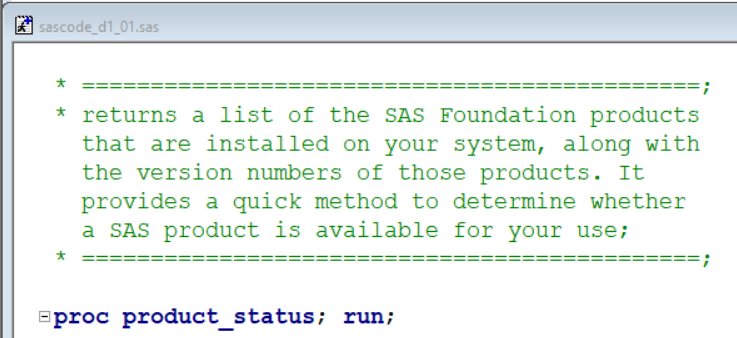 sascode_d1_01.sas
* =============================================;
* returns a list of the SAS Foundation products
that are installed on your system, along with
the version numbers of those products. It
provides a quick method to determine whether
a SAS product is available for your use;
* =============================================;
proc product_status; run;